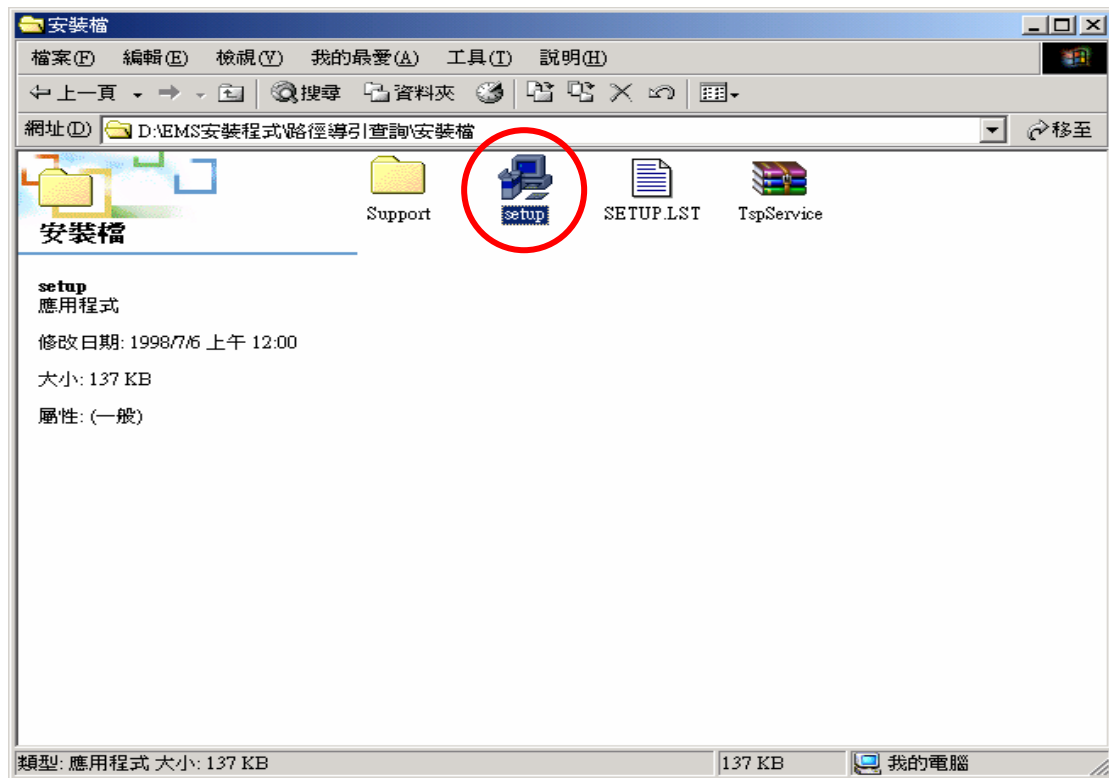 安裝檔
檔案(F) 編輯(E) 檢視(V) 我的最愛(A) 工具(T) 說明(H)
上一頁 搜尋 資料夾
網址(D) D:\EMS安裝程式\路徑導引查詢\安裝檔 移至
Support setup SETUP.LST TspService
安裝檔
setup
應用程式
修改日期: 1998/7/6 上午 12:00
大小: 137 KB
屬性: (一般)
類型: 應用程式 大小: 137 KB 137 KB 我的電腦